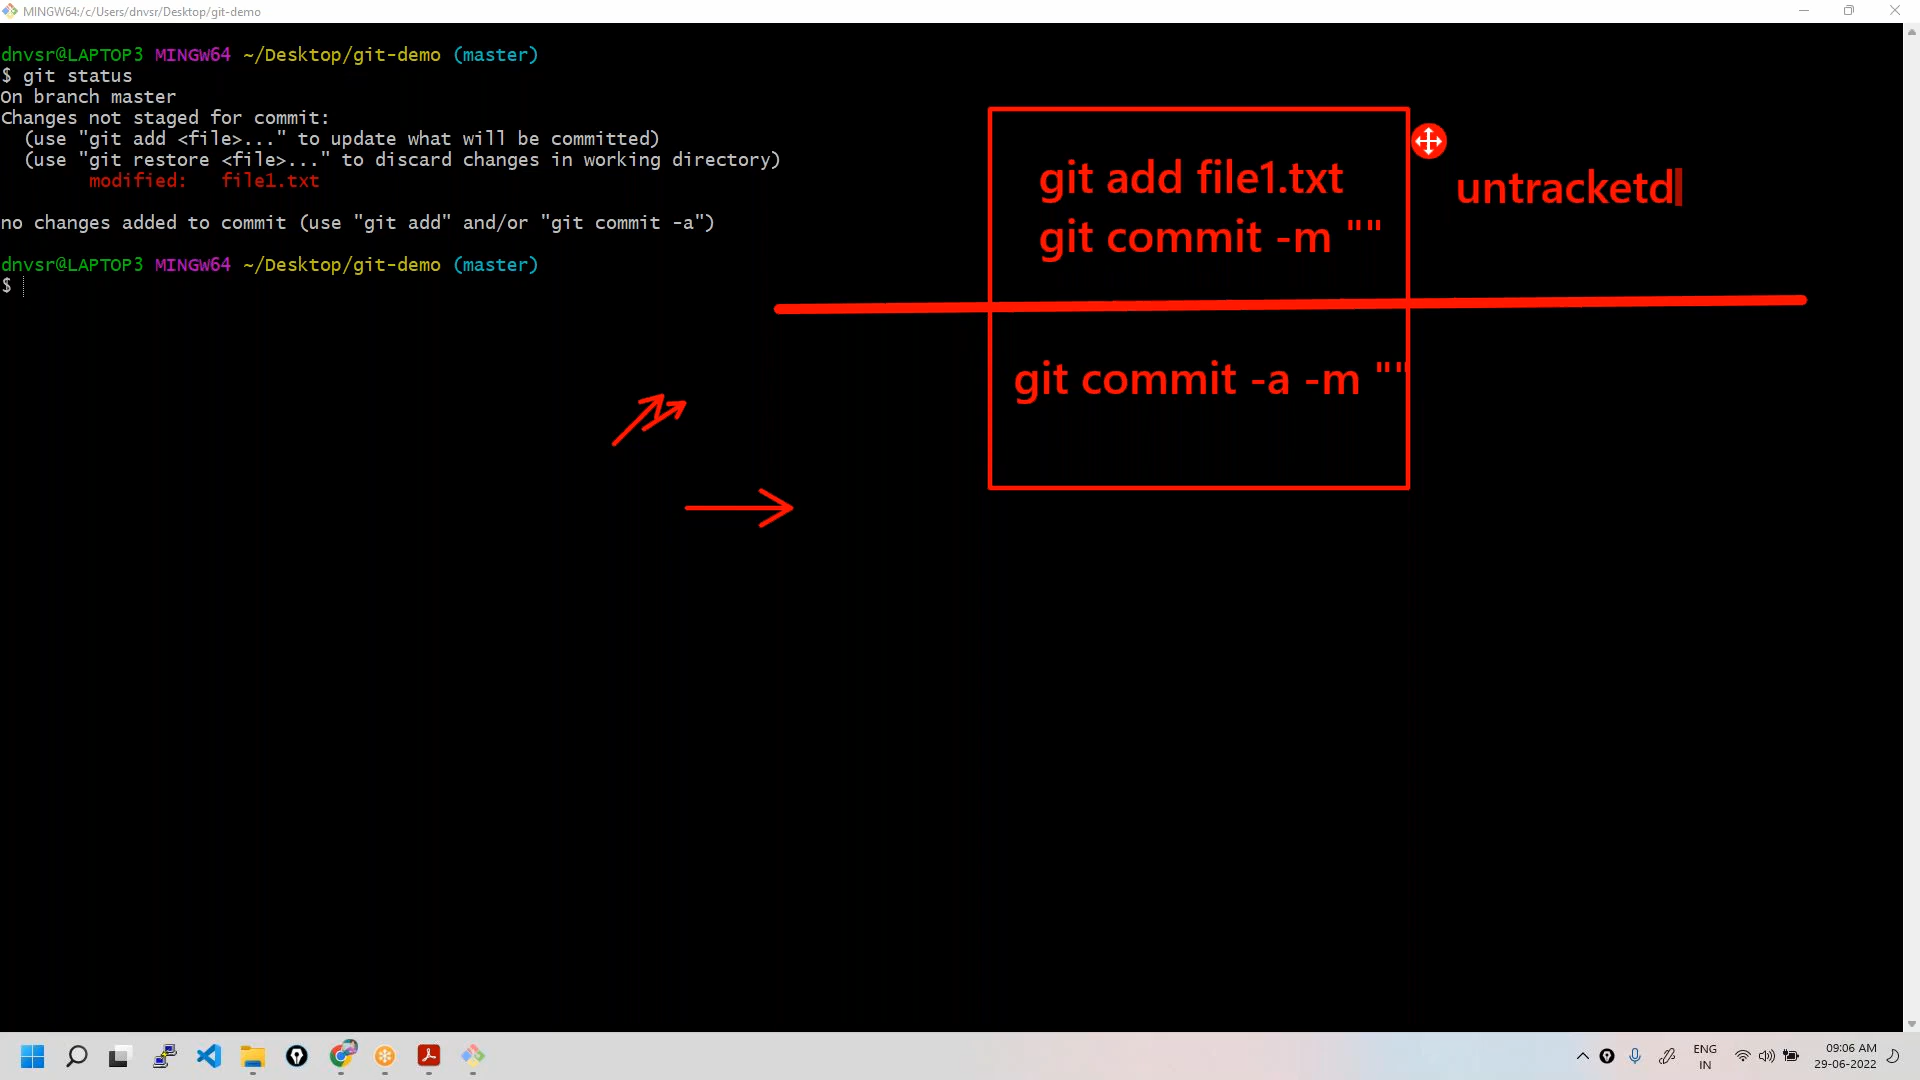 MINGW64:/c/Users/dnvsr/Desktop/git-demo
dnvsr@LAPTOP3 MINGW64 ~/Desktop/git-demo (master)
$ git status
On branch master
Changes not staged for commit:
(use "git add <file>..." to update what will be committed)
(use "git restore <file>..." to discard changes in working directory)
modified: file1.txt
no changes added to commit (use "git add" and/or "git commit -a")
dnvsr@LAPTOP3 MINGW64 ~/Desktop/git-demo (master)
$
git add file1.txt
git commit -m ""
untracketd
git commit -a -m ""
ENG
IN
09:06 AM
29-06-2022